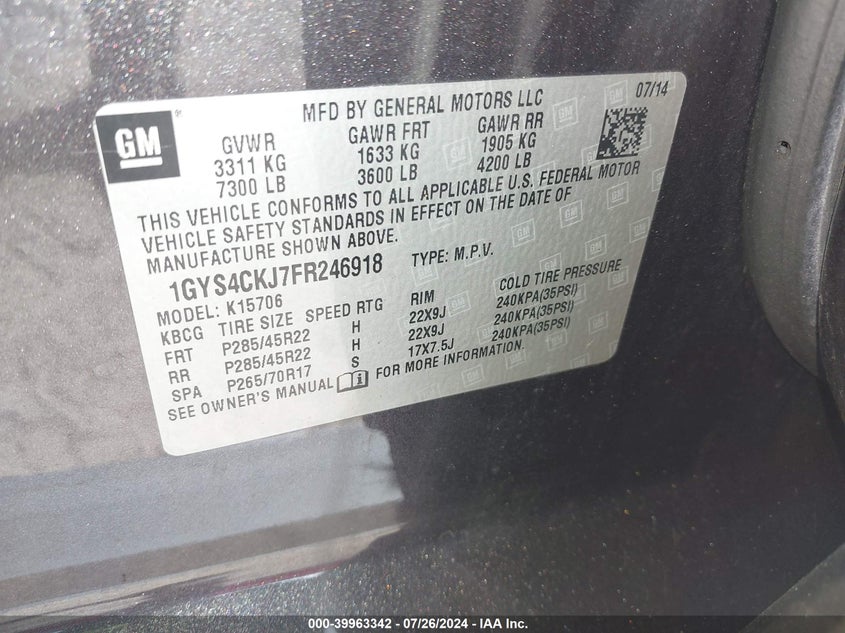 GM
MFD BY GENERAL MOTORS LLC
07/14
GVWR GAWR FRT GAWR RR
3311 KG 1633 KG 1905 KG
7300 LB 3600 LB 4200 LB
THIS VEHICLE CONFORMS TO ALL APPLICABLE U.S. FEDERAL MOTOR
VEHICLE SAFETY STANDARDS IN EFFECT ON THE DATE OF
MANUFACTURE SHOWN ABOVE.
1GYS4CKJ7FR246918 TYPE: M.P.V.
MODEL: K15706
KBCG TIRE SIZE SPEED RTG RIM COLD TIRE PRESSURE
FRT P285/45R22 H 22X9J 240KPA(35PSI)
RR P285/45R22 H 22X9J 240KPA(35PSI)
SPA P265/70R17 S 17X7.5J 240KPA(35PSI)
SEE OWNER'S MANUAL FOR MORE INFORMATION.
000-39963342 - 07/26/2024 - IAA Inc.